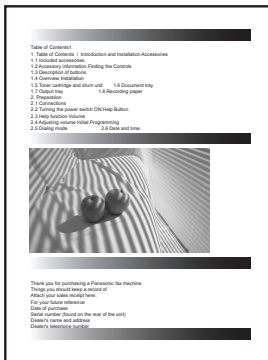 Table of Contents1.
1. Table of Contents / Introduction and Installation Accessories
1.1 Included accessories.
1.2 Accessory information.Finding the Controls
1.3 Description of buttons.
1.4 Overview Installation
1.5 Toner cartridge and drum unit 1.6 Document tray
1.7 Output tray 1.8 Recording paper
2. Preparation
2.1 Connections
2.2 Turning the power switch ON Help Button
2.3 Help function Volume
2.4 Adjusting volume Initial Programming
2.5 Dialing mode 2.6 Date and time.
Thank you for purchasing a Panasonic fax machine.
Things you should keep a record of
Attach your sales receipt here.
For your future reference
Date of purchase
Serial number (found on the rear of the unit)
Dealer's name and address
Dealer's telephone number